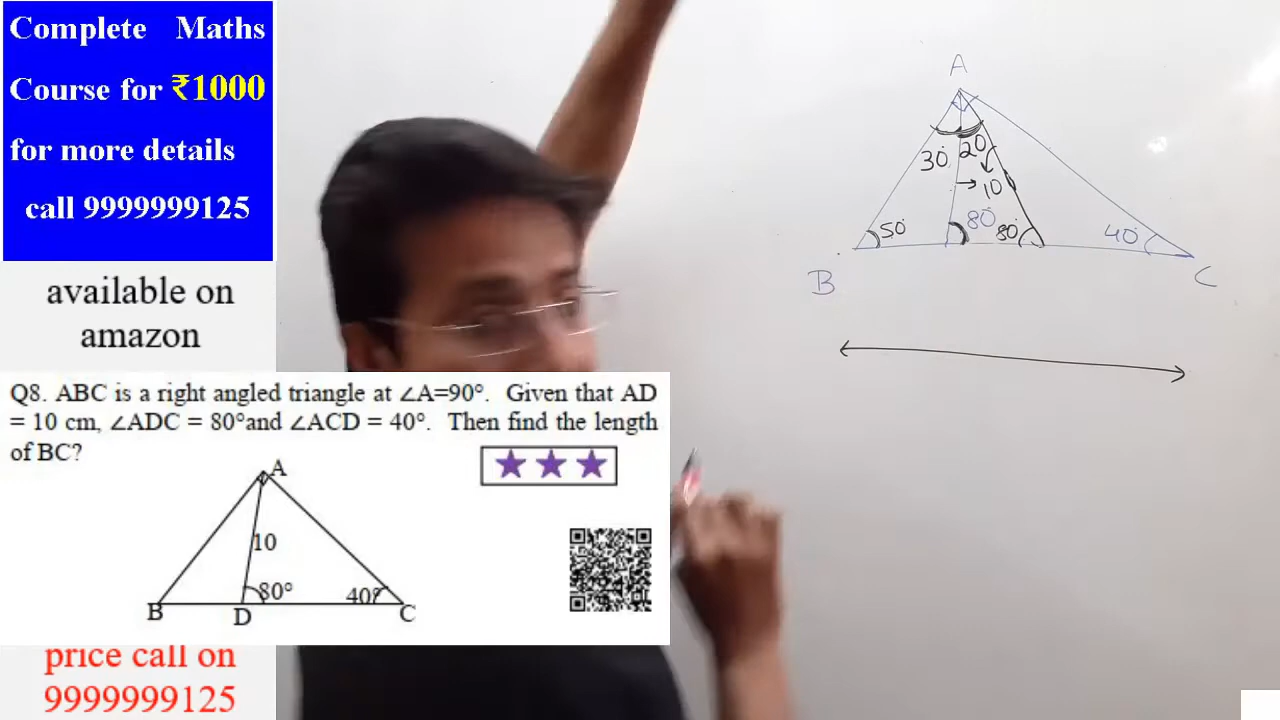 Complete Maths
Course for ₹1000
for more details
call 9999999125
available on
amazon
Q8. ABC is a right angled triangle at ∠A=90°. Given that AD
= 10 cm, ∠ADC = 80°and ∠ACD = 40°. Then find the length
of BC?
A
10
80°
40°
B
D
C
price call on
9999999125
A
30°
20°
10
50°
80°
80°
40°
B
C